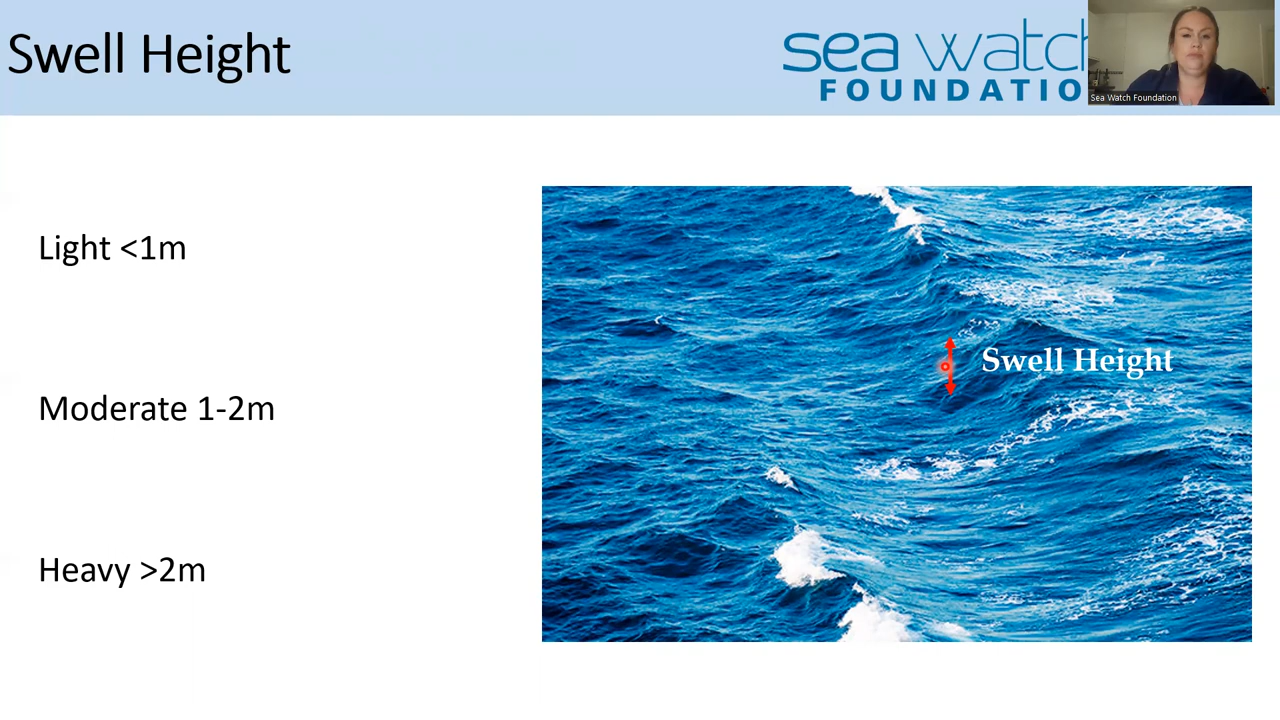 Swell Height
sea watch
FOUNDATIO
Sea Watch Foundation
Light <1m
Swell Height
Moderate 1-2m
Heavy >2m